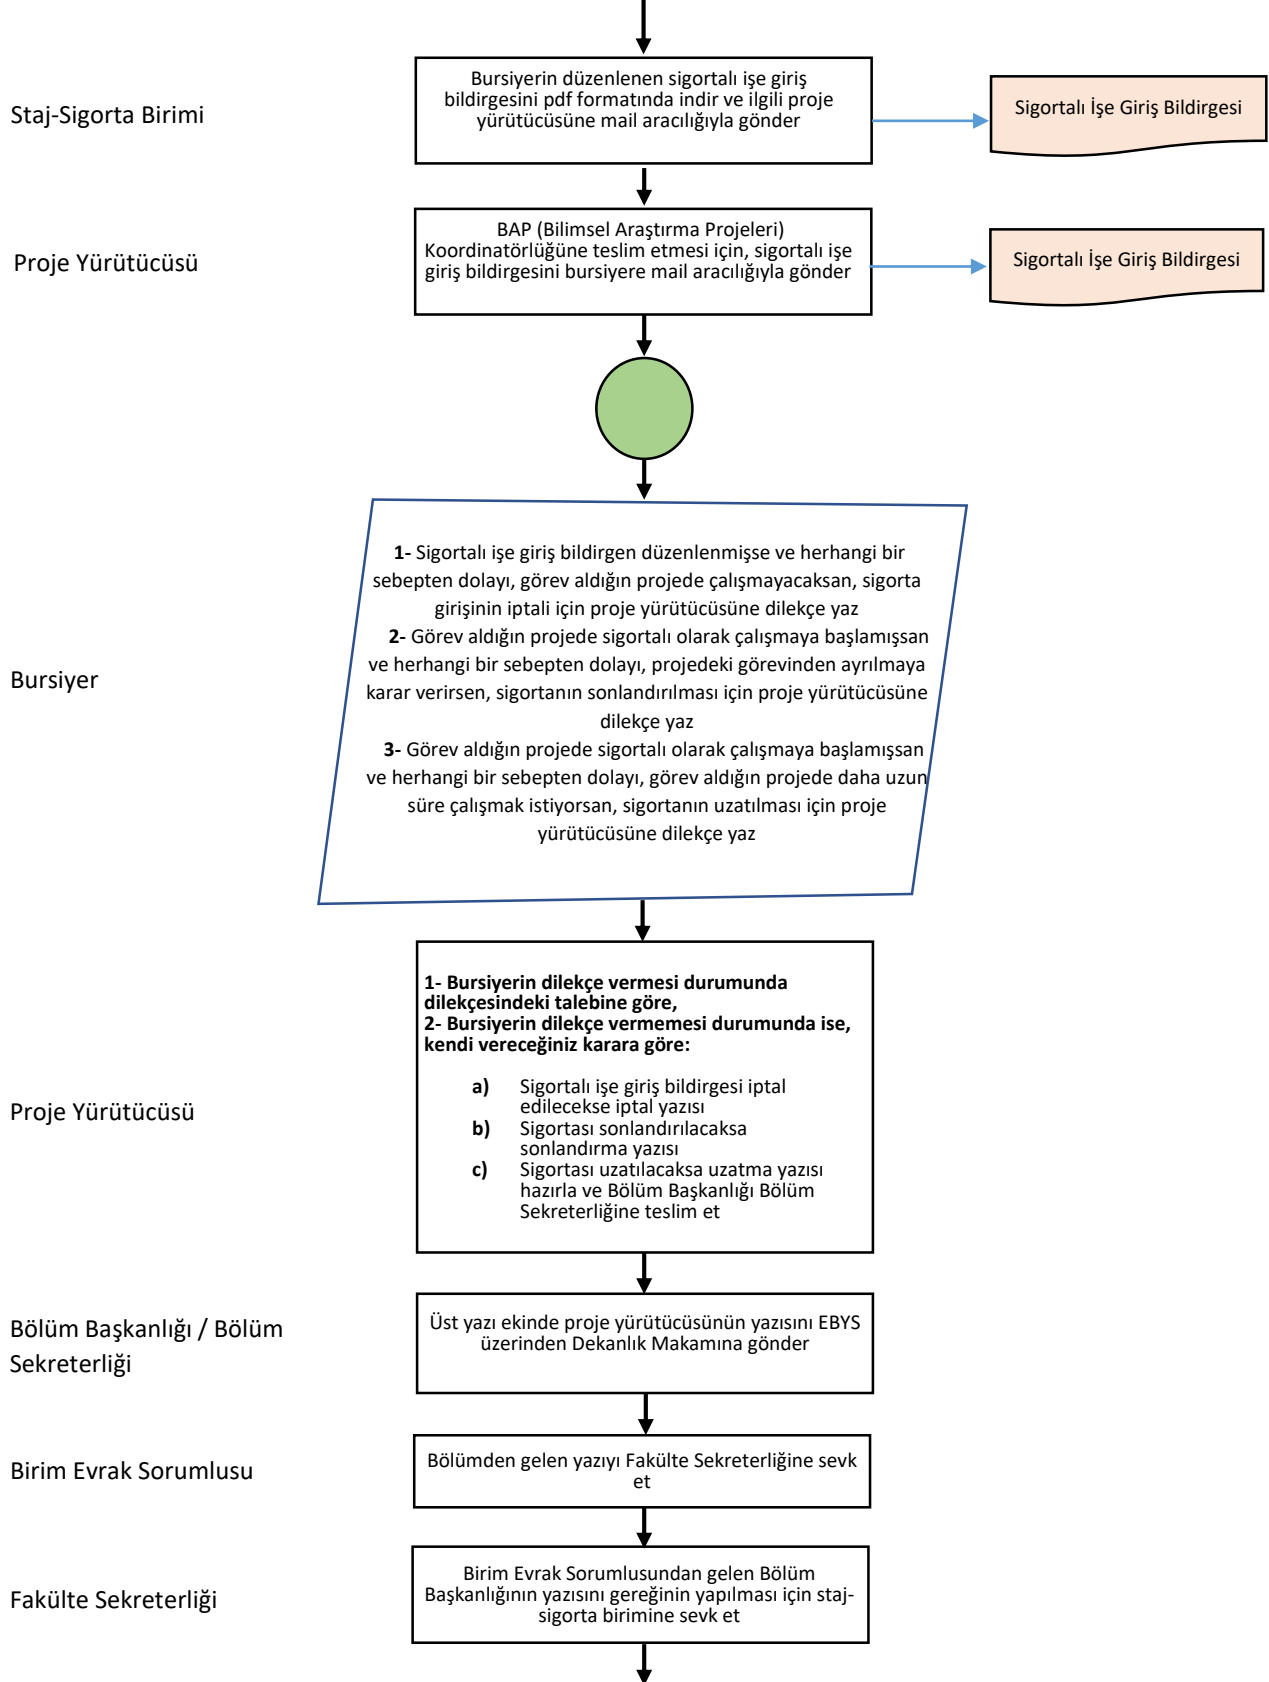 Staj-Sigorta Birimi
Bursiyerin düzenlenen sigortalı işe giriş
bildirgesini pdf formatında indir ve ilgili proje
yürütücüsüne mail aracılığıyla gönder
Sigortalı İşe Giriş Bildirgesi
Proje Yürütücüsü
BAP (Bilimsel Araştırma Projeleri)
Koordinatörlüğüne teslim etmesi için, sigortalı işe
giriş bildirgesini bursiyere mail aracılığıyla gönder
Sigortalı İşe Giriş Bildirgesi
Bursiyer
1- Sigortalı işe giriş bildirgen düzenlenmişse ve herhangi bir
sebepten dolayı, görev aldığın projede çalışmayacaksan, sigorta
girişinin iptali için proje yürütücüsüne dilekçe yaz
2- Görev aldığın projede sigortalı olarak çalışmaya başlamışsan
ve herhangi bir sebepten dolayı, projedeki görevinden ayrılmaya
karar verirsen, sigortanın sonlandırılması için proje yürütücüsüne
dilekçe yaz
3- Görev aldığın projede sigortalı olarak çalışmaya başlamışsan
ve herhangi bir sebepten dolayı, görev aldığın projede daha uzun
süre çalışmak istiyorsan, sigortanın uzatılması için proje
yürütücüsüne dilekçe yaz
Proje Yürütücüsü
1- Bursiyerin dilekçe vermesi durumunda
dilekçesindeki talebine göre,
2- Bursiyerin dilekçe vermemesi durumunda ise,
kendi vereceğiniz karara göre:
a) Sigortalı işe giriş bildirgesi iptal
edilecekse iptal yazısı
b) Sigortası sonlandırılacaksa
sonlandırma yazısı
c) Sigortası uzatılacaksa uzatma yazısı
hazırla ve Bölüm Başkanlığı Bölüm
Sekreterliğine teslim et
Bölüm Başkanlığı / Bölüm
Sekreterliği
Üst yazı ekinde proje yürütücüsünün yazısını EBYS
üzerinden Dekanlık Makamına gönder
Birim Evrak Sorumlusu
Bölümden gelen yazıyı Fakülte Sekreterliğine sevk
et
Fakülte Sekreterliği
Birim Evrak Sorumlusundan gelen Bölüm
Başkanlığının yazısını gereğinin yapılması için staj-
sigorta birimine sevk et